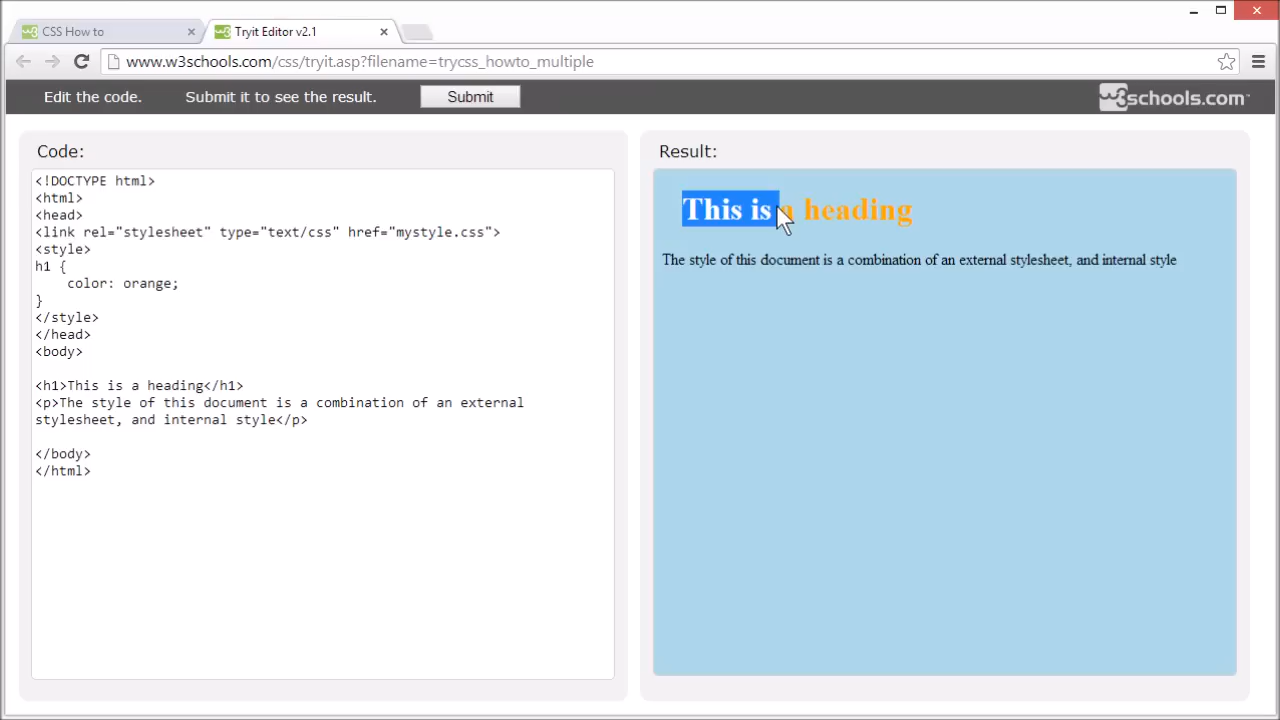 CSS How to
Tryit Editor v2.1
www.w3schools.com/css/tryit.asp?filename=trycss_howto_multiple
Edit the code. Submit it to see the result. Submit
w3schools.com
Code:
<!DOCTYPE html>
<html>
<head>
<link rel="stylesheet" type="text/css" href="mystyle.css">
<style>
h1 {
    color: orange;
}
</style>
</head>
<body>
<h1>This is a heading</h1>
<p>The style of this document is a combination of an external
stylesheet, and internal style</p>
</body>
</html>
Result:
This is a heading
The style of this document is a combination of an external stylesheet, and internal style